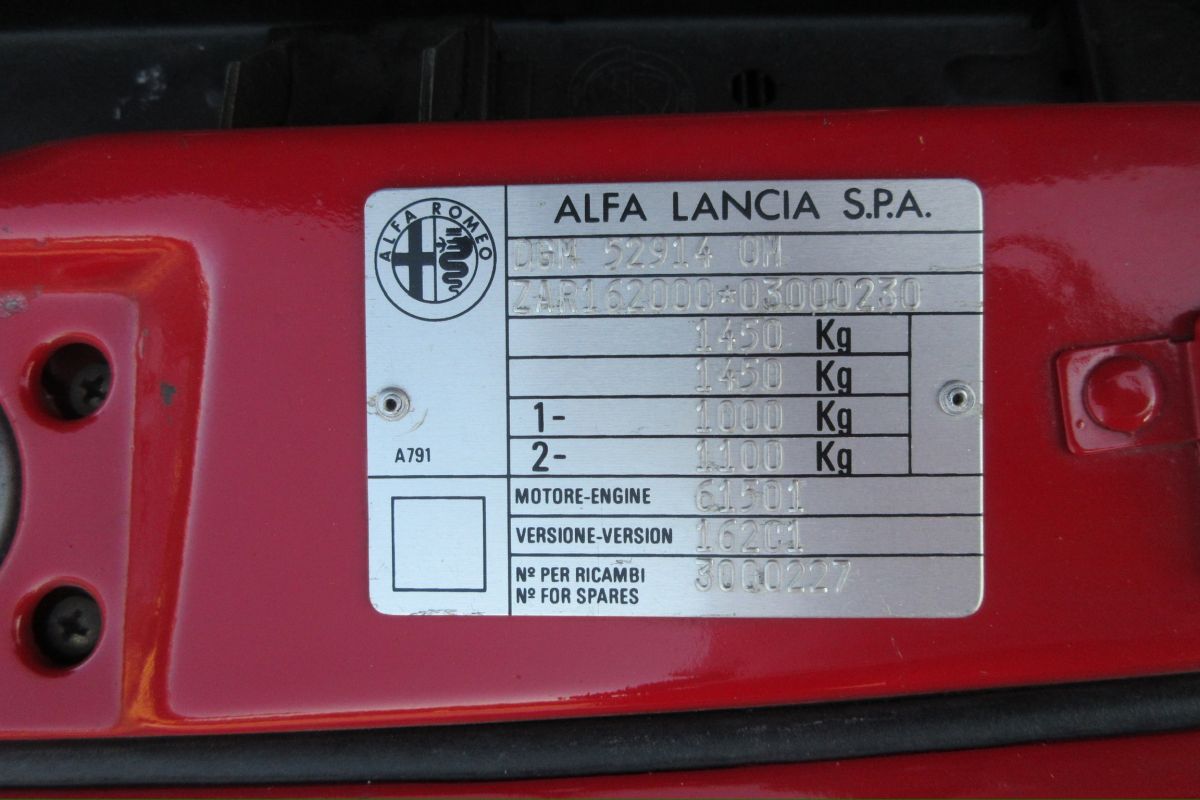 ALFA ROMEO
ALFA LANCIA S.P.A.
DGM 52914 OM
ZAR162000*03000230
1450 Kg
1450 Kg
1- 1000 Kg
2- 1100 Kg
A791
MOTORE-ENGINE 61501
VERSIONE-VERSION 162C1
Nº PER RICAMBI 3000227
Nº FOR SPARES